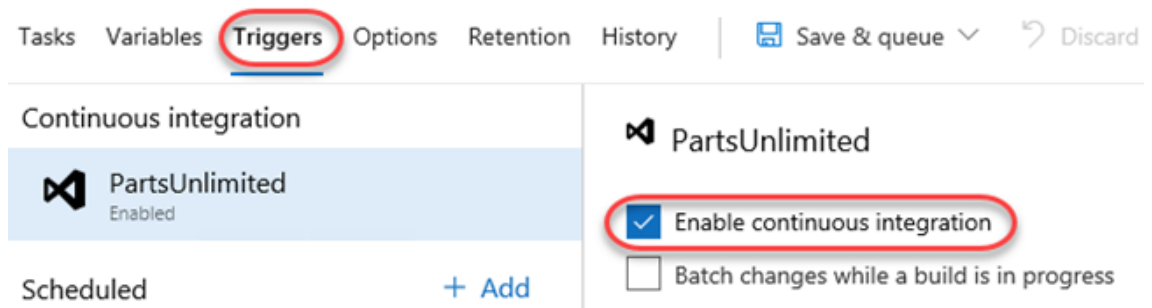 Tasks Variables Triggers Options Retention History Save & queue Discard
Continuous integration
PartsUnlimited
Enabled
Scheduled + Add
PartsUnlimited
Enable continuous integration
Batch changes while a build is in progress